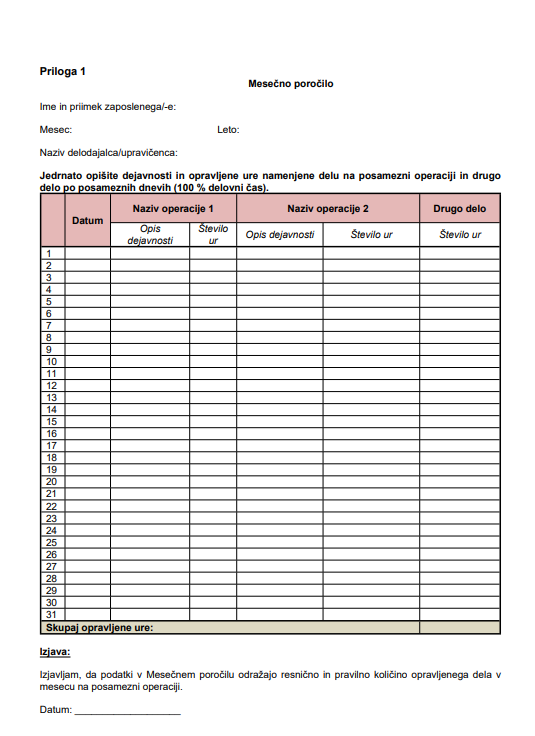 Priloga 1
Mesečno poročilo
Ime in priimek zaposlenega/-e:
Mesec: Leto:
Naziv delodajalca/upravičenca:
Jedrnato opišite dejavnosti in opravljene ure namenjene delu na posamezni operaciji in drugo
delo po posameznih dnevih (100 % delovni čas).
Datum Naziv operacije 1 Naziv operacije 2 Drugo delo
Opis dejavnosti Število ur Opis dejavnosti Število ur Število ur
1
2
3
4
5
6
7
8
9
10
11
12
13
14
15
16
17
18
19
20
21
22
23
24
25
26
27
28
29
30
31
Skupaj opravljene ure:
Izjava:
Izjavljam, da podatki v Mesečnem poročilu odražajo resnično in pravilno količino opravljenega dela v
mesecu na posamezni operaciji.
Datum: ___________________